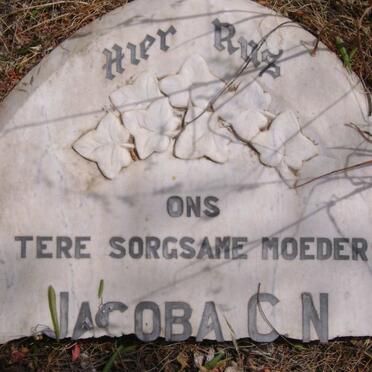 Hier Rus
ONS
TERE SORGSAME MOEDER
JACOBA C N